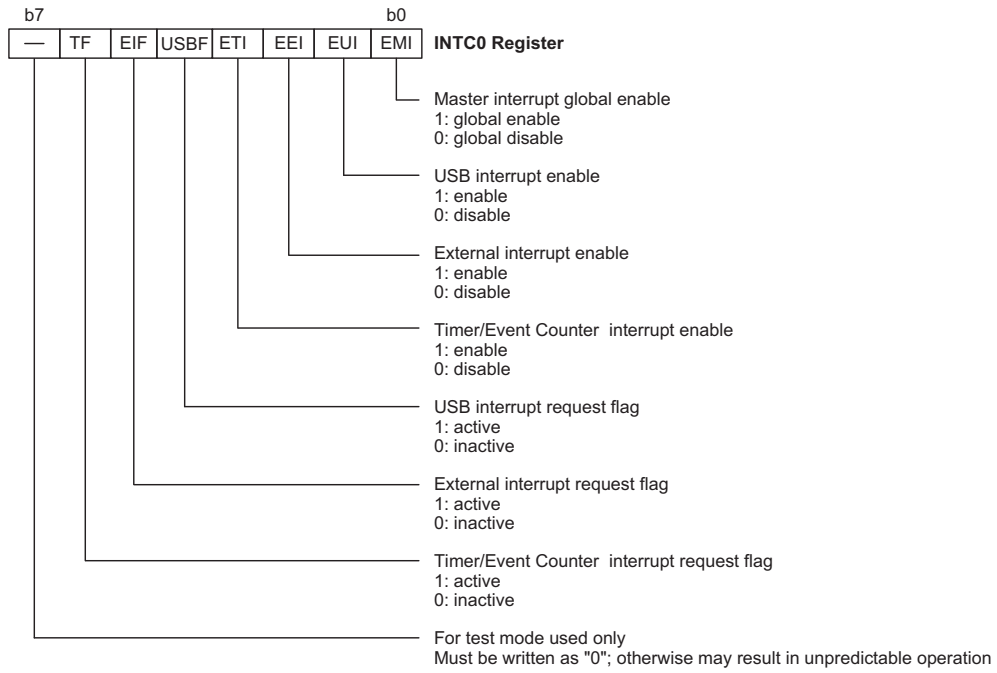 b7 b0
— TF EIF USBF ETI EEI EUI EMI INTC0 Register
Master interrupt global enable
1: global enable
0: global disable
USB interrupt enable
1: enable
0: disable
External interrupt enable
1: enable
0: disable
Timer/Event Counter interrupt enable
1: enable
0: disable
USB interrupt request flag
1: active
0: inactive
External interrupt request flag
1: active
0: inactive
Timer/Event Counter interrupt request flag
1: active
0: inactive
For test mode used only
Must be written as "0"; otherwise may result in unpredictable operation